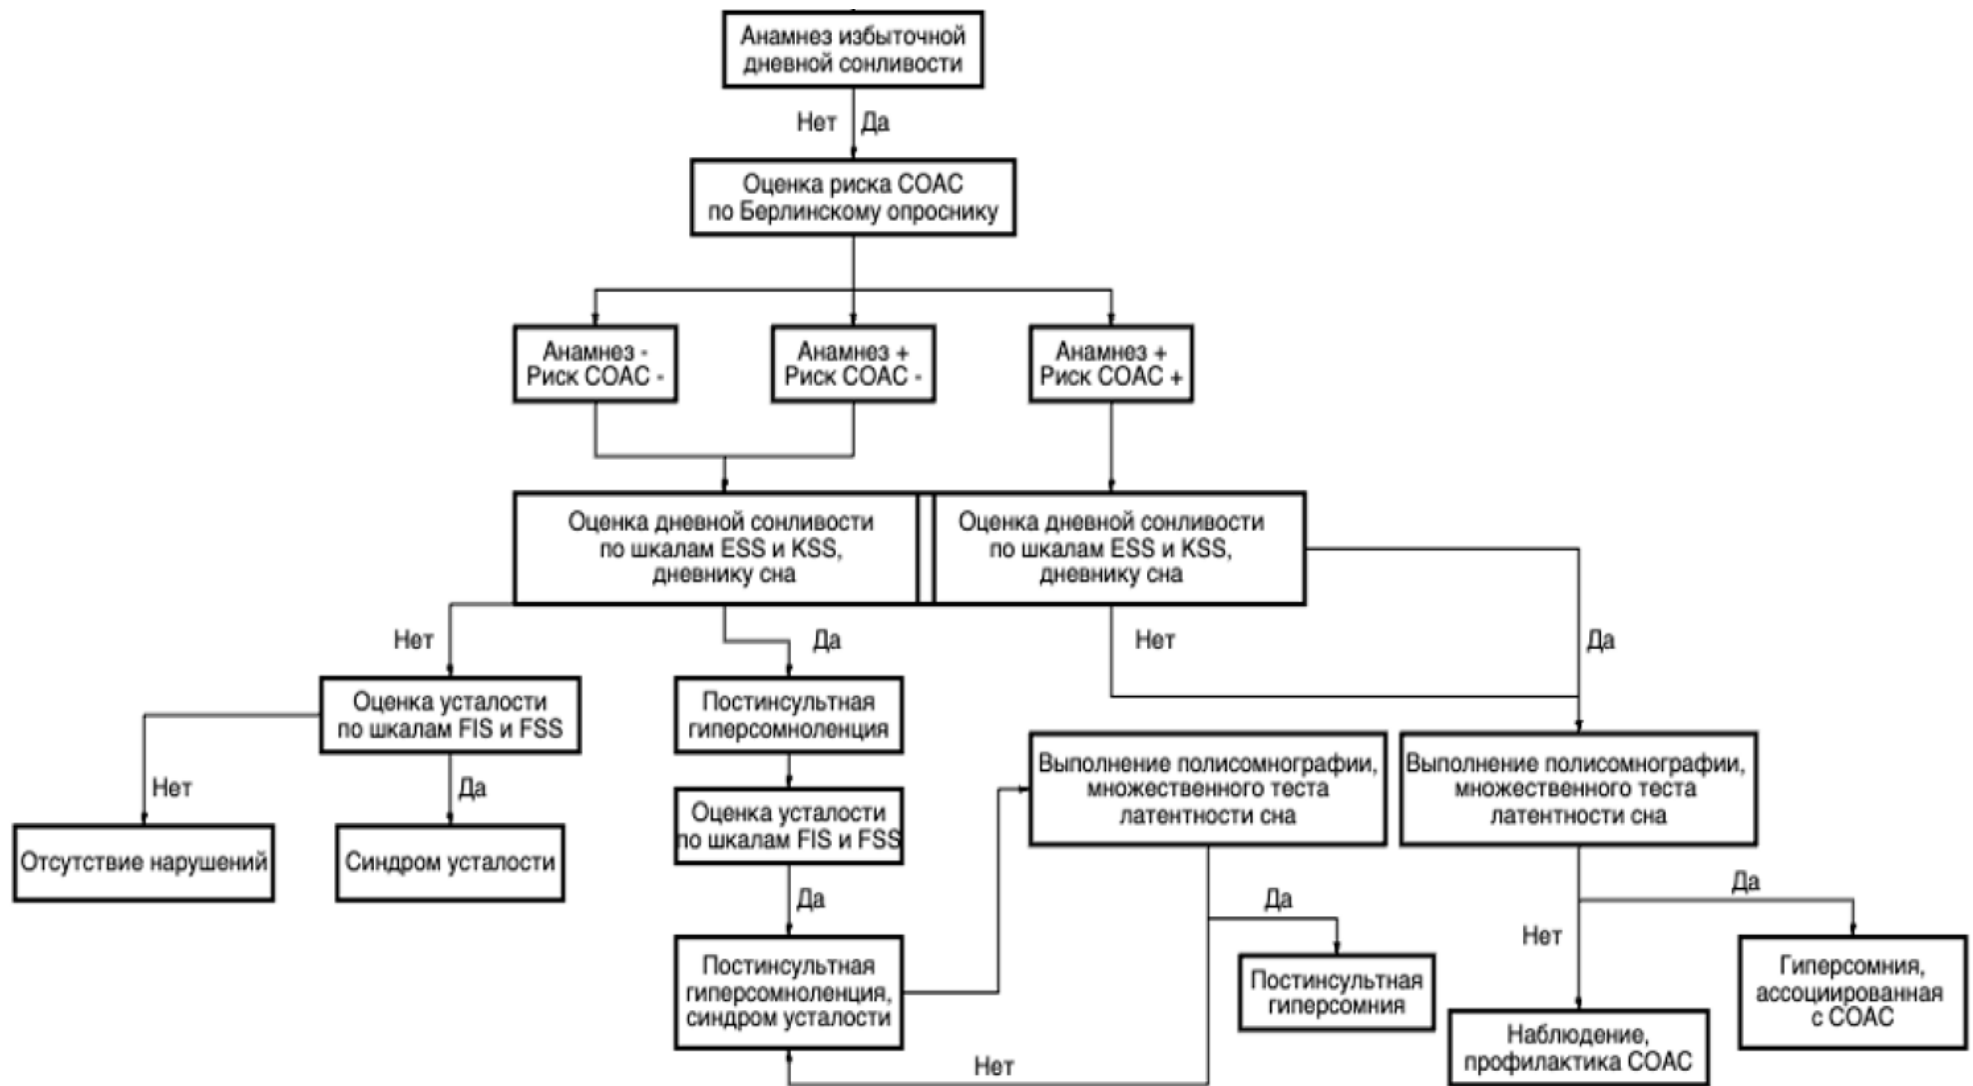 Анамнез избыточной
дневной сонливости
Нет
Да
Оценка риска СОАС
по Берлинскому опроснику
Анамнез -
Риск СОАС -
Анамнез +
Риск СОАС -
Анамнез +
Риск СОАС +
Оценка дневной сонливости
по шкалам ESS и KSS,
дневнику сна
Оценка дневной сонливости
по шкалам ESS и KSS,
дневнику сна
Нет
Да
Нет
Да
Оценка усталости
по шкалам FIS и FSS
Постинсультная
гиперсомноленция
Выполнение полисомнографии,
множественного теста
латентности сна
Выполнение полисомнографии,
множественного теста
латентности сна
Нет
Да
Оценка усталости
по шкалам FIS и FSS
Отсутствие нарушений
Синдром усталости
Да
Да
Да
Нет
Постинсультная
гиперсомноленция,
синдром усталости
Постинсультная
гиперсомния
Гиперсомния,
ассоциированная
с СОАС
Наблюдение,
профилактика СОАС
Нет